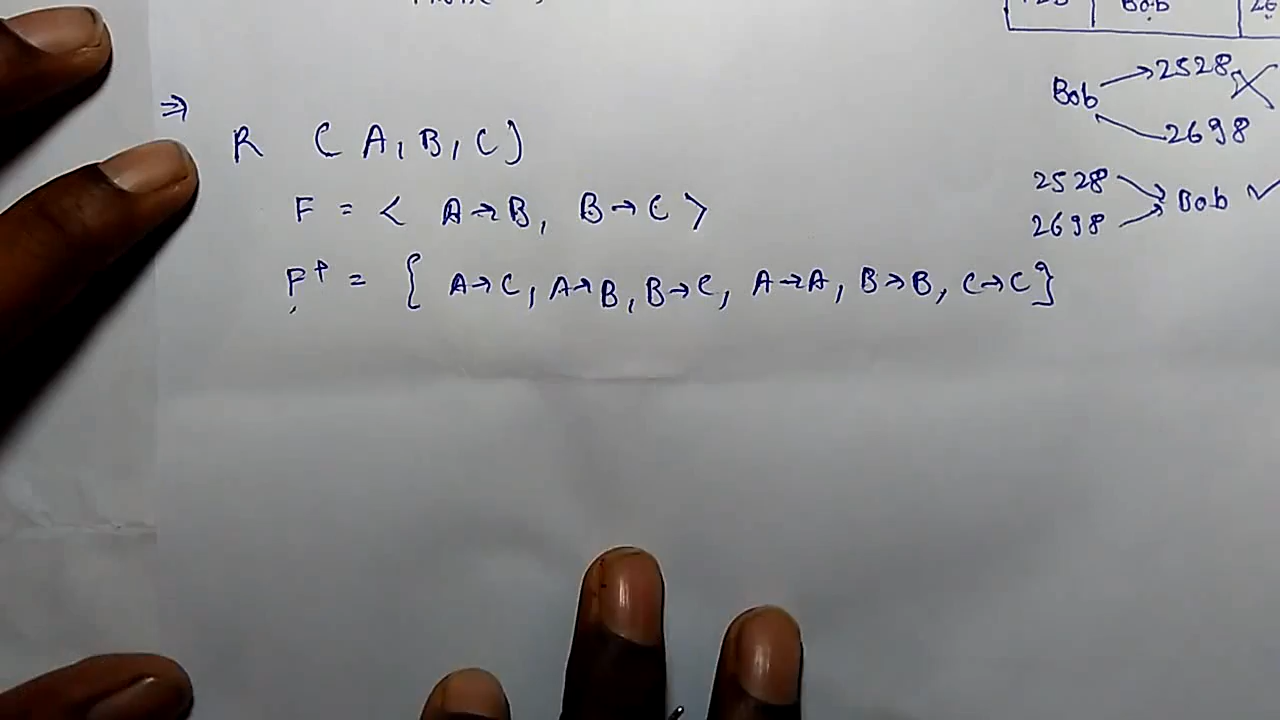 Bob
⇒
R ( A, B, C )
F = < A→B, B→C >
F+ = { A→C, A→B, B→C, A→A, B→B, C→C }
Bob → 2528
2698
2528
2698 → Bob ✓